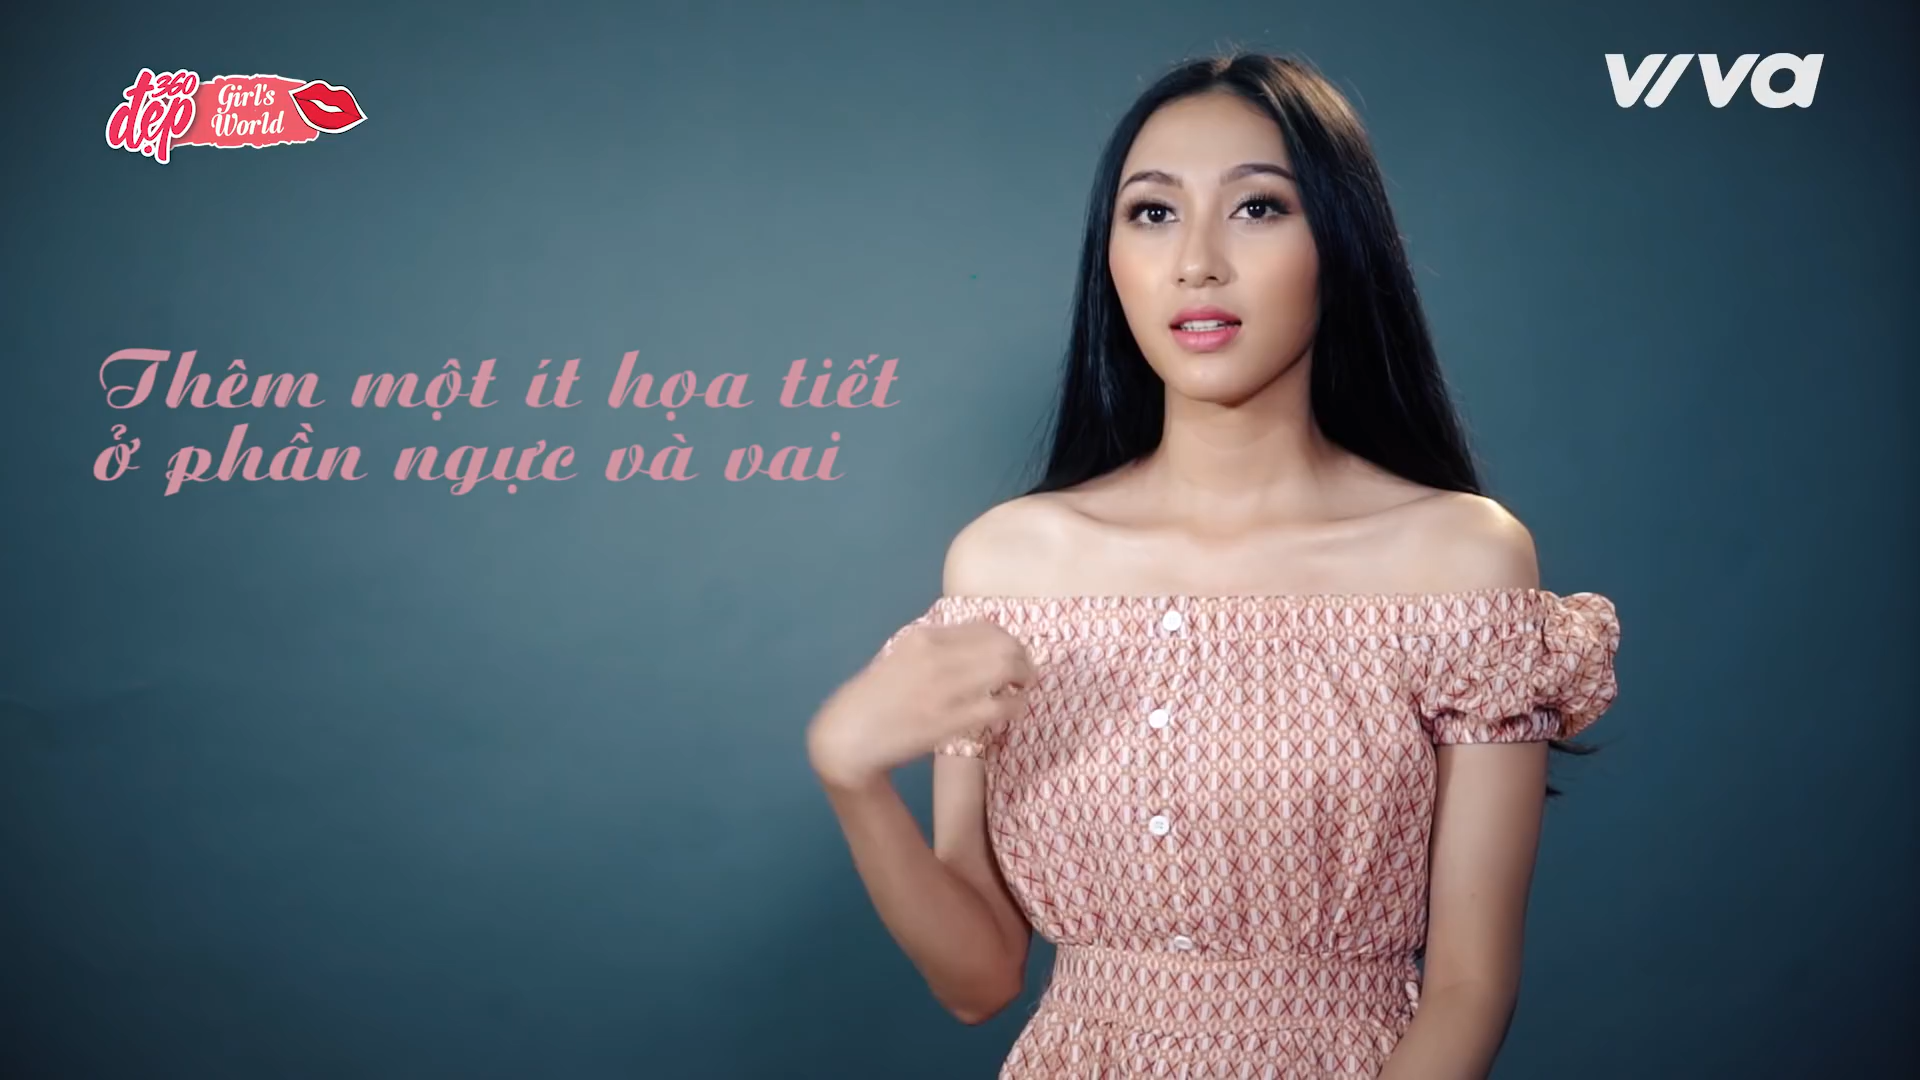 360
đẹp
Girl's
World
VIVA
Thêm một ít họa tiết
ở phần ngực và vai